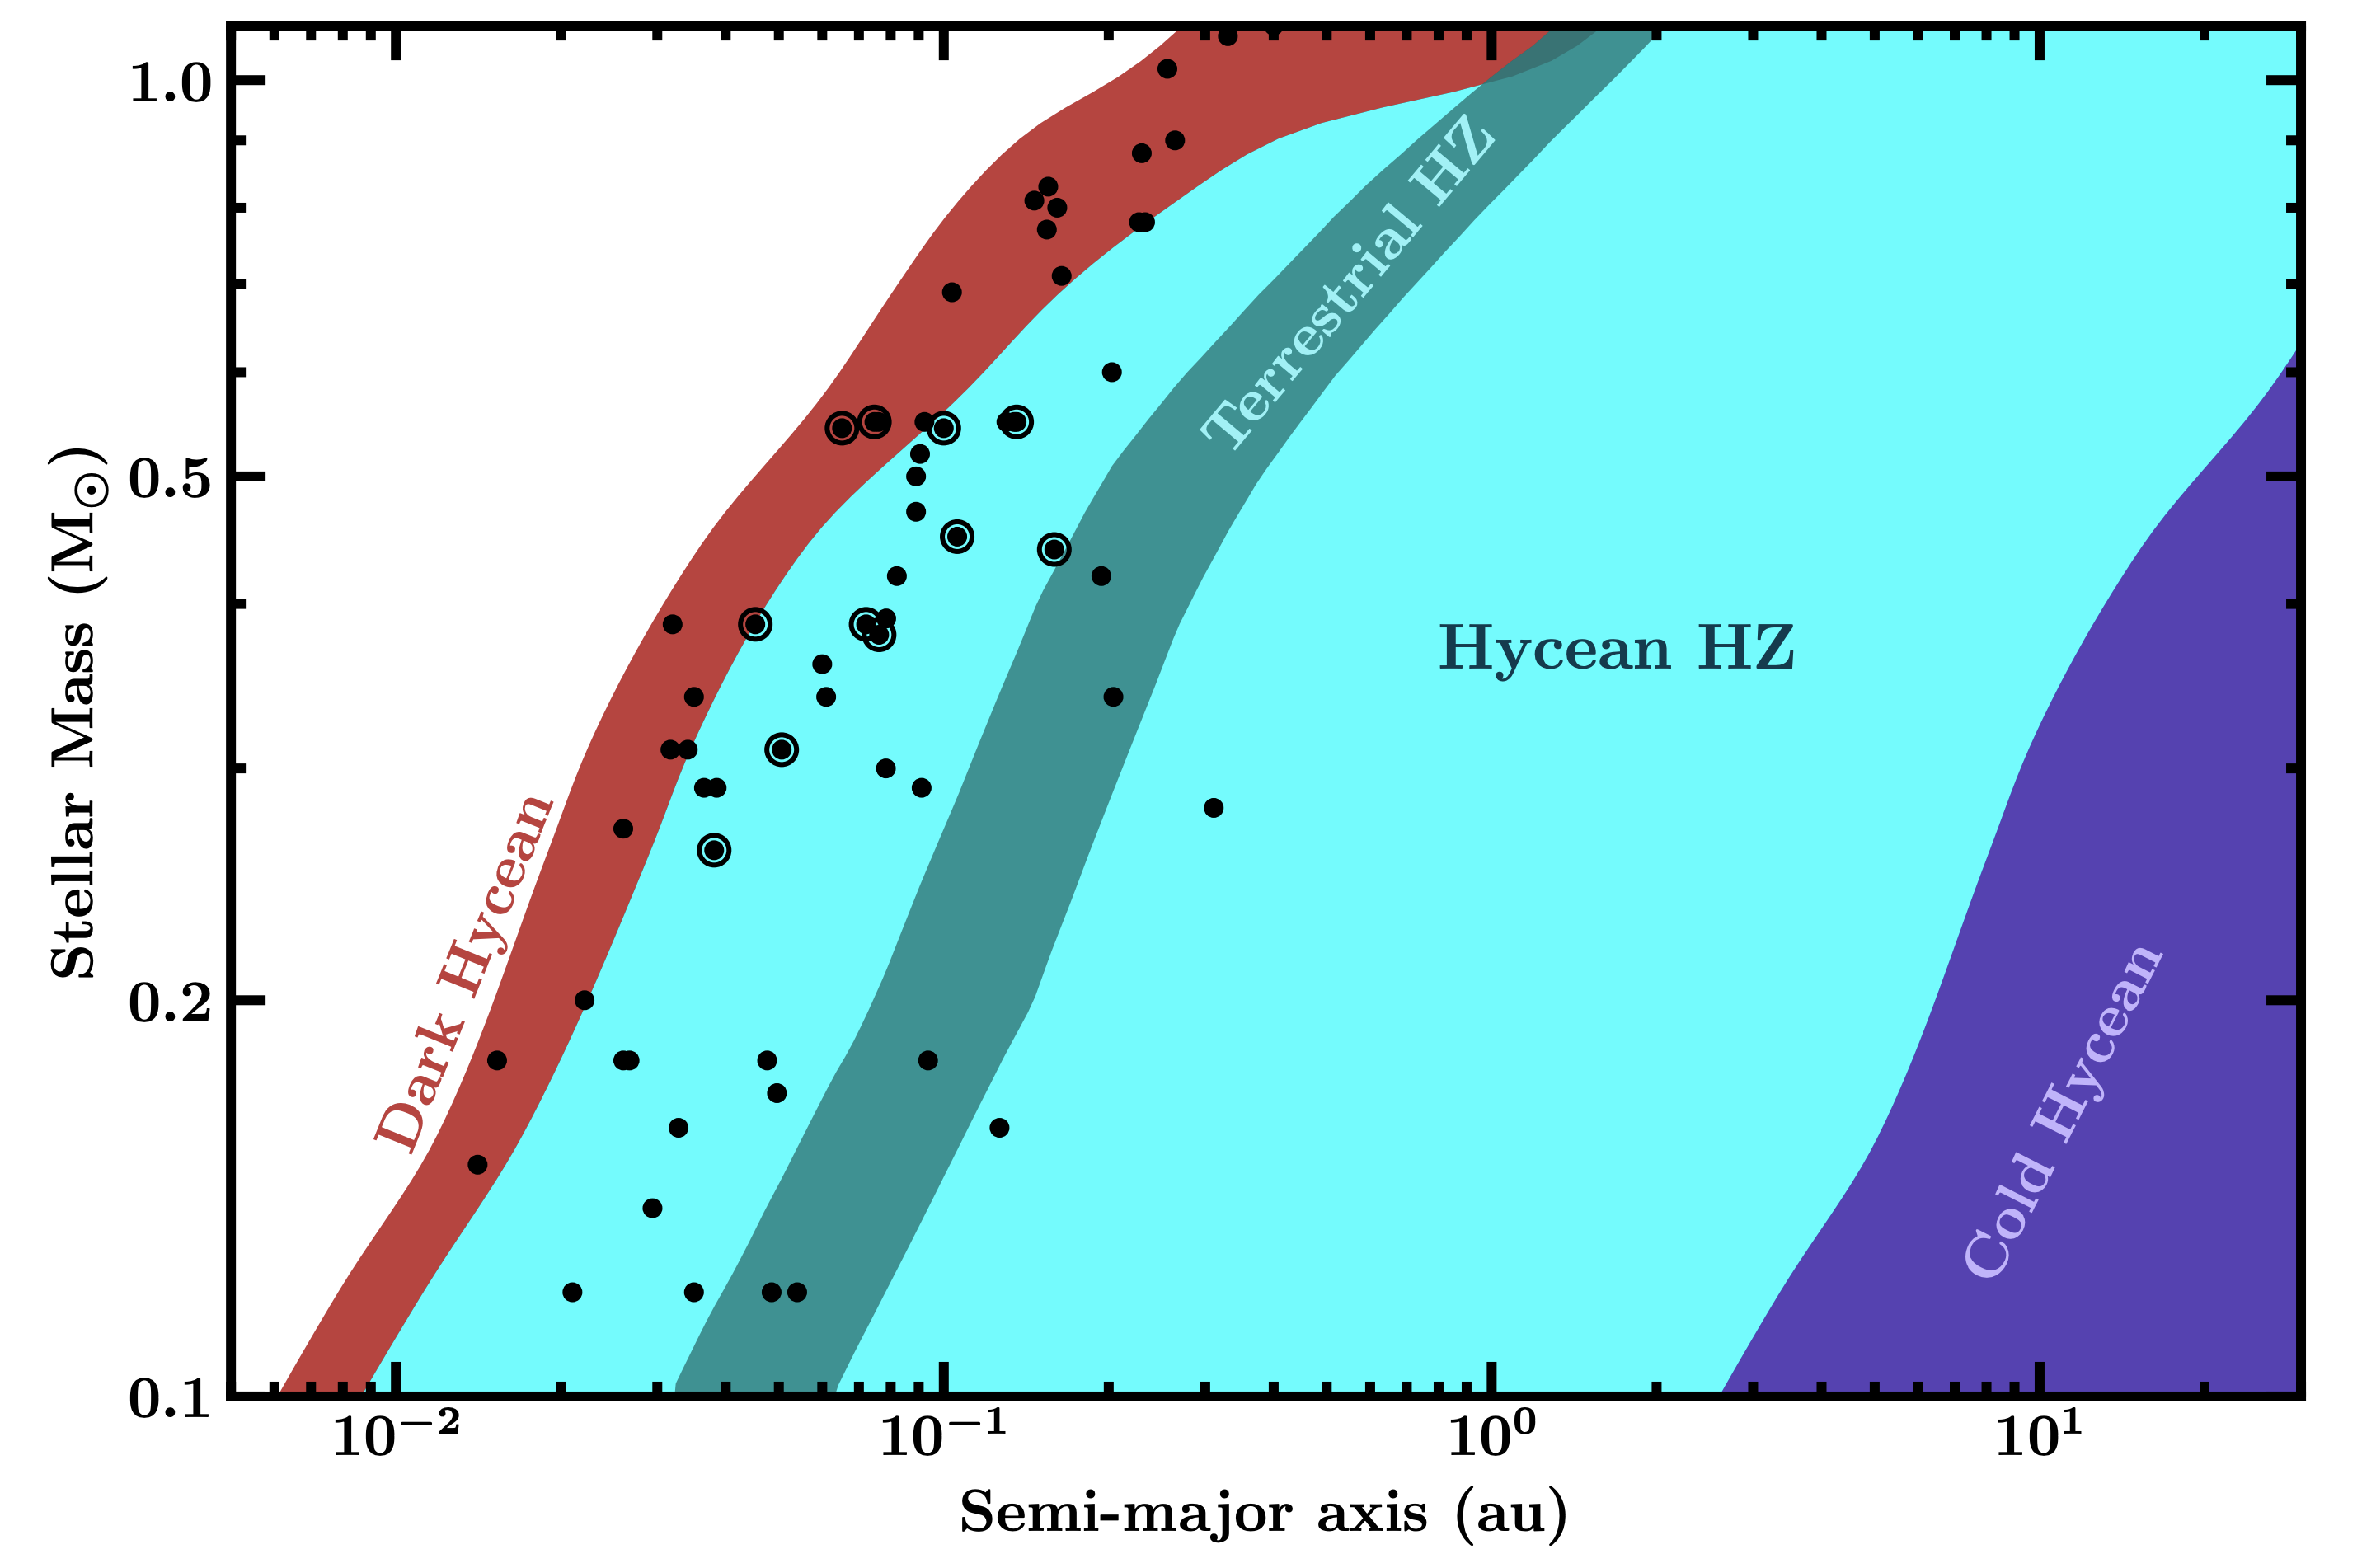 1.0
0.5
0.2
0.1
Stellar Mass (M☉)
Dark Hycean
Terrestrial HZ
Hycean HZ
Cold Hycean
10⁻²
10⁻¹
10⁰
10¹
Semi-major axis (au)